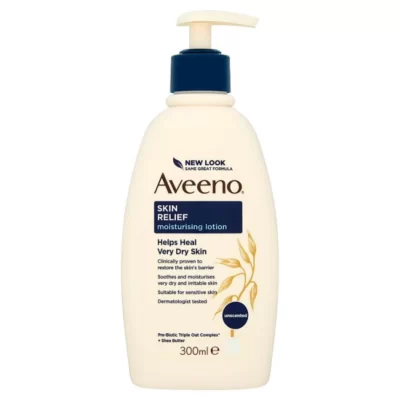 NEW LOOK
SAME GREAT FORMULA
Aveeno
SKIN
RELIEF
moisturising lotion
Helps Heal
Very Dry Skin
Clinically proven to
restore the skin's barrier
Soothes and moisturises
very dry and irritable skin
Suitable for sensitive skin
Dermatologist tested
unscented
Pre-Biotic Triple Oat Complex*
+ Shea Butter
300ml e